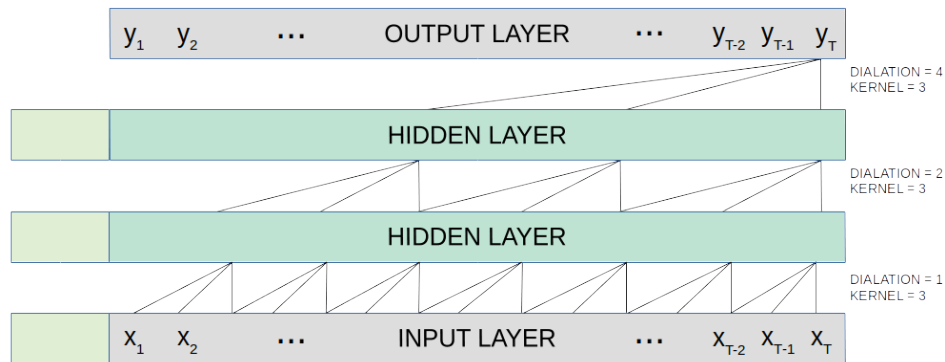 y1 y2 ... OUTPUT LAYER ... yT-2 yT-1 yT
DIALATION = 4
KERNEL = 3
HIDDEN LAYER
DIALATION = 2
KERNEL = 3
HIDDEN LAYER
DIALATION = 1
KERNEL = 3
x1 x2 ... INPUT LAYER ... xT-2 xT-1 xT